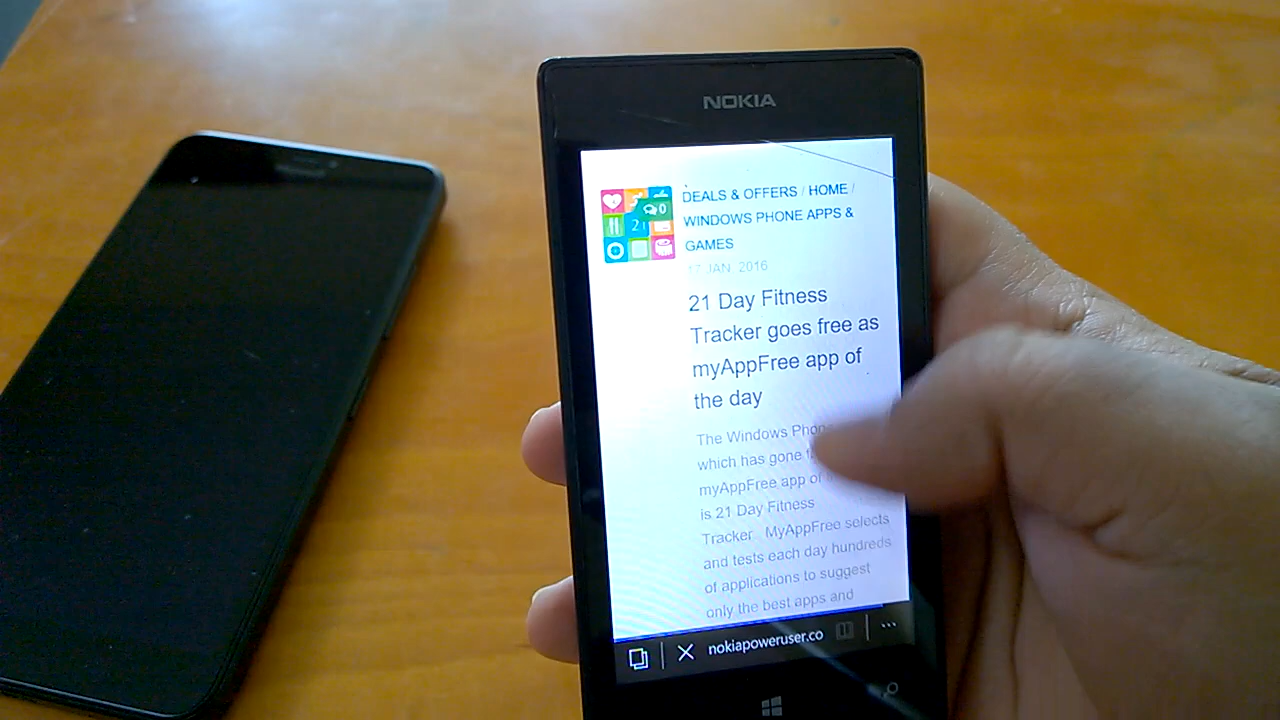 NOKIA
DEALS & OFFERS / HOME /
WINDOWS PHONE APPS &
GAMES
0
21
17 JAN, 2016
21 Day Fitness
Tracker goes free as
myAppFree app of
the day
The Windows Phone
which has gone
myAppFree app of
is 21 Day Fitness
Tracker MyAppFree selects
and tests each day hundreds
of applications to suggest
only the best apps and
nokiapoweruser.co